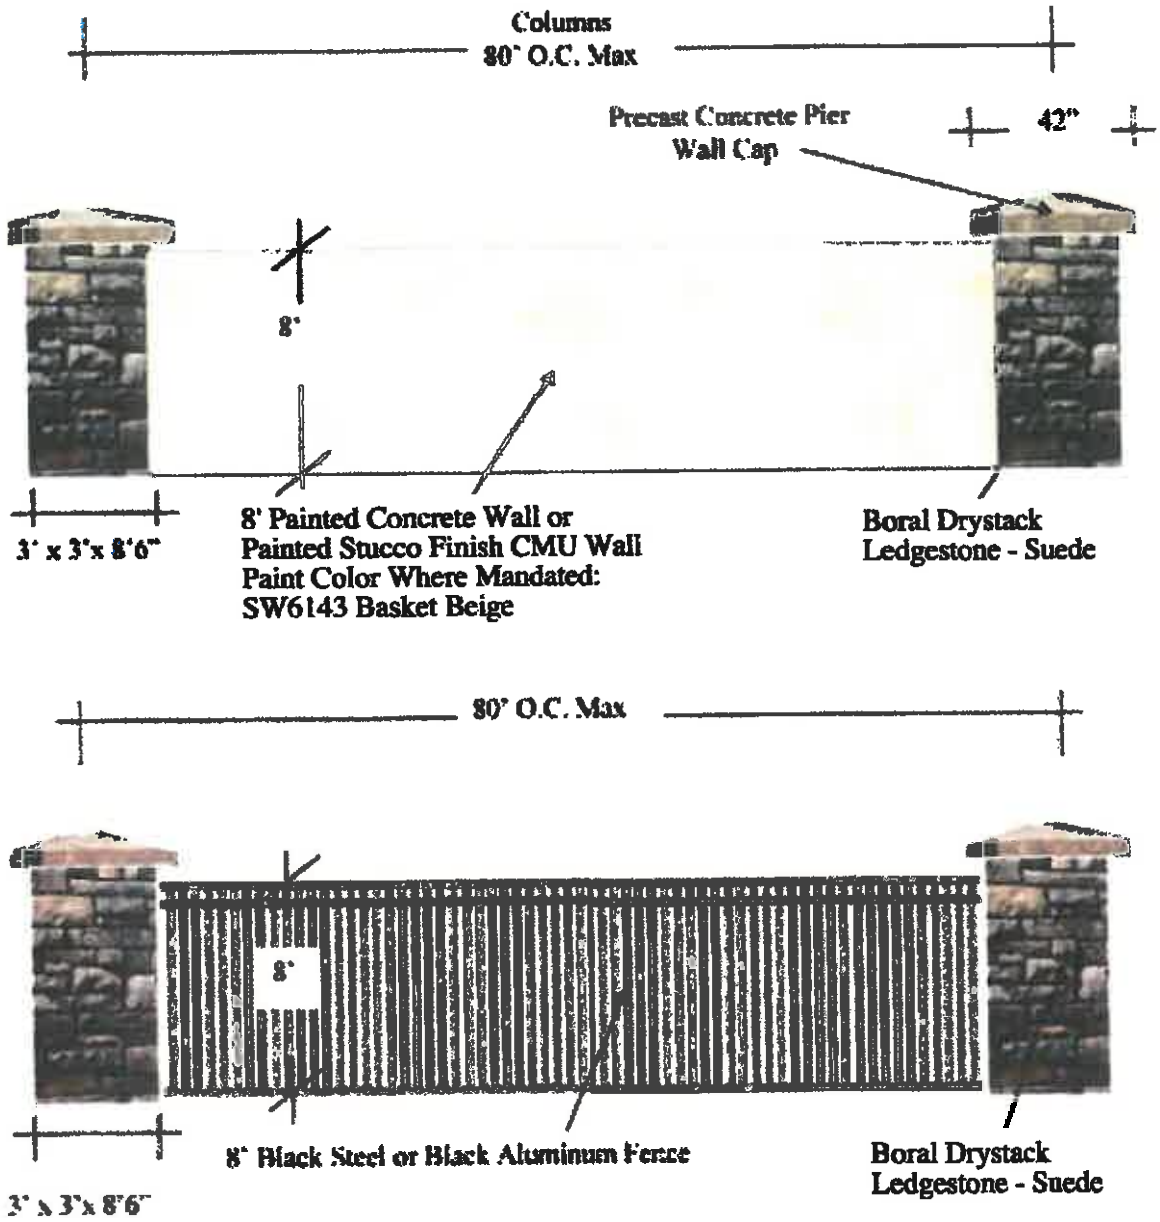 Columns
80' O.C. Max
Precast Concrete Pier
Wall Cap
42"
8'
3' x 3'x 8'6"
8' Painted Concrete Wall or
Painted Stucco Finish CMU Wall
Paint Color Where Mandated:
SW6143 Basket Beige
Boral Drystack
Ledgestone - Suede
80' O.C. Max
8'
8' Black Steel or Black Aluminum Fence
Boral Drystack
Ledgestone - Suede
3' x 3'x 8'6"